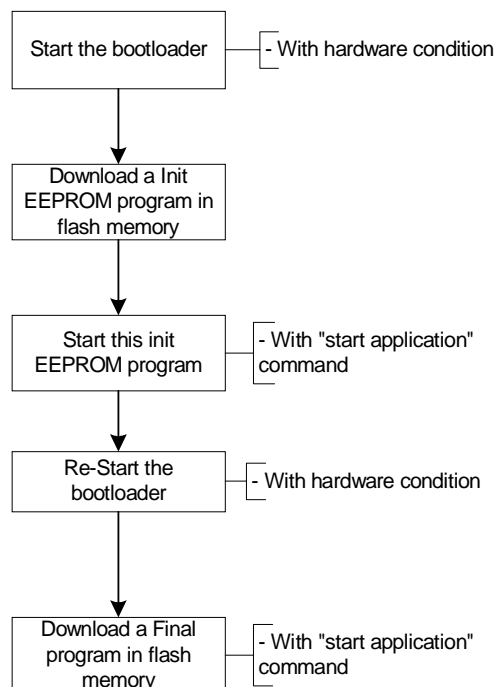 Start the bootloader
- With hardware condition
Download a Init
EEPROM program in
flash memory
Start this init
EEPROM program
- With "start application"
command
Re-Start the
bootloader
- With hardware condition
Download a Final
program in flash
memory
- With "start application"
command